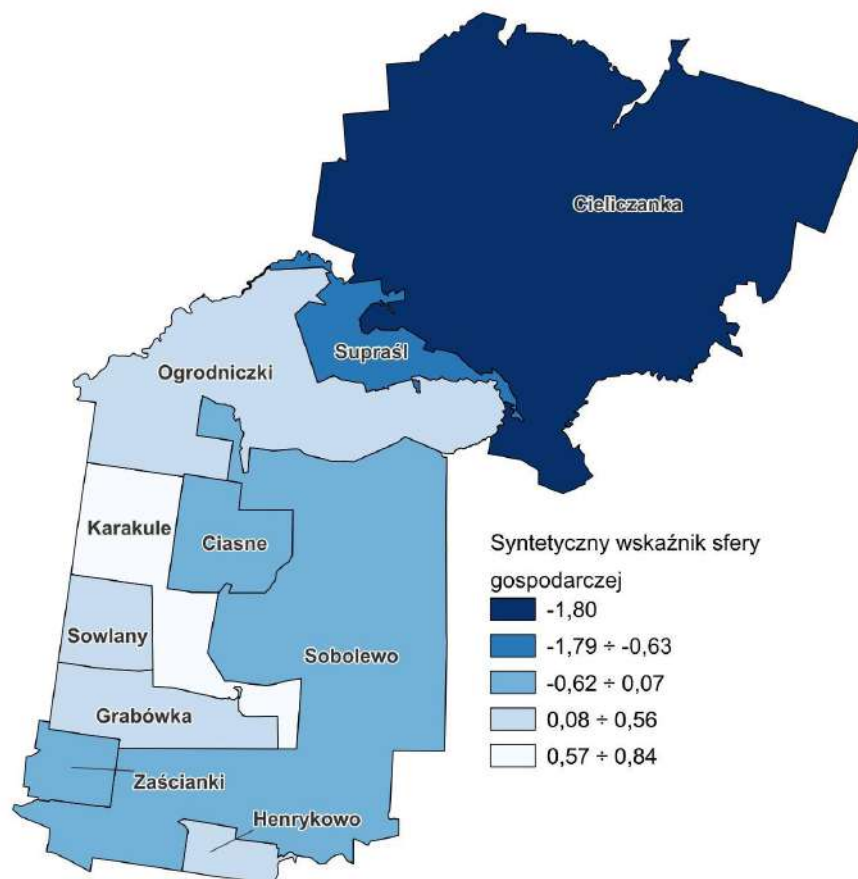 Cieliczanka
Supraśl
Ogrodniczki
Karakule
Ciasne
Sowlany
Sobolewo
Grabówka
Zaścianki
Henrykowo
Syntetyczny wskaźnik sfery
gospodarczej
-1,80
-1,79 ÷ -0,63
-0,62 ÷ 0,07
0,08 ÷ 0,56
0,57 ÷ 0,84